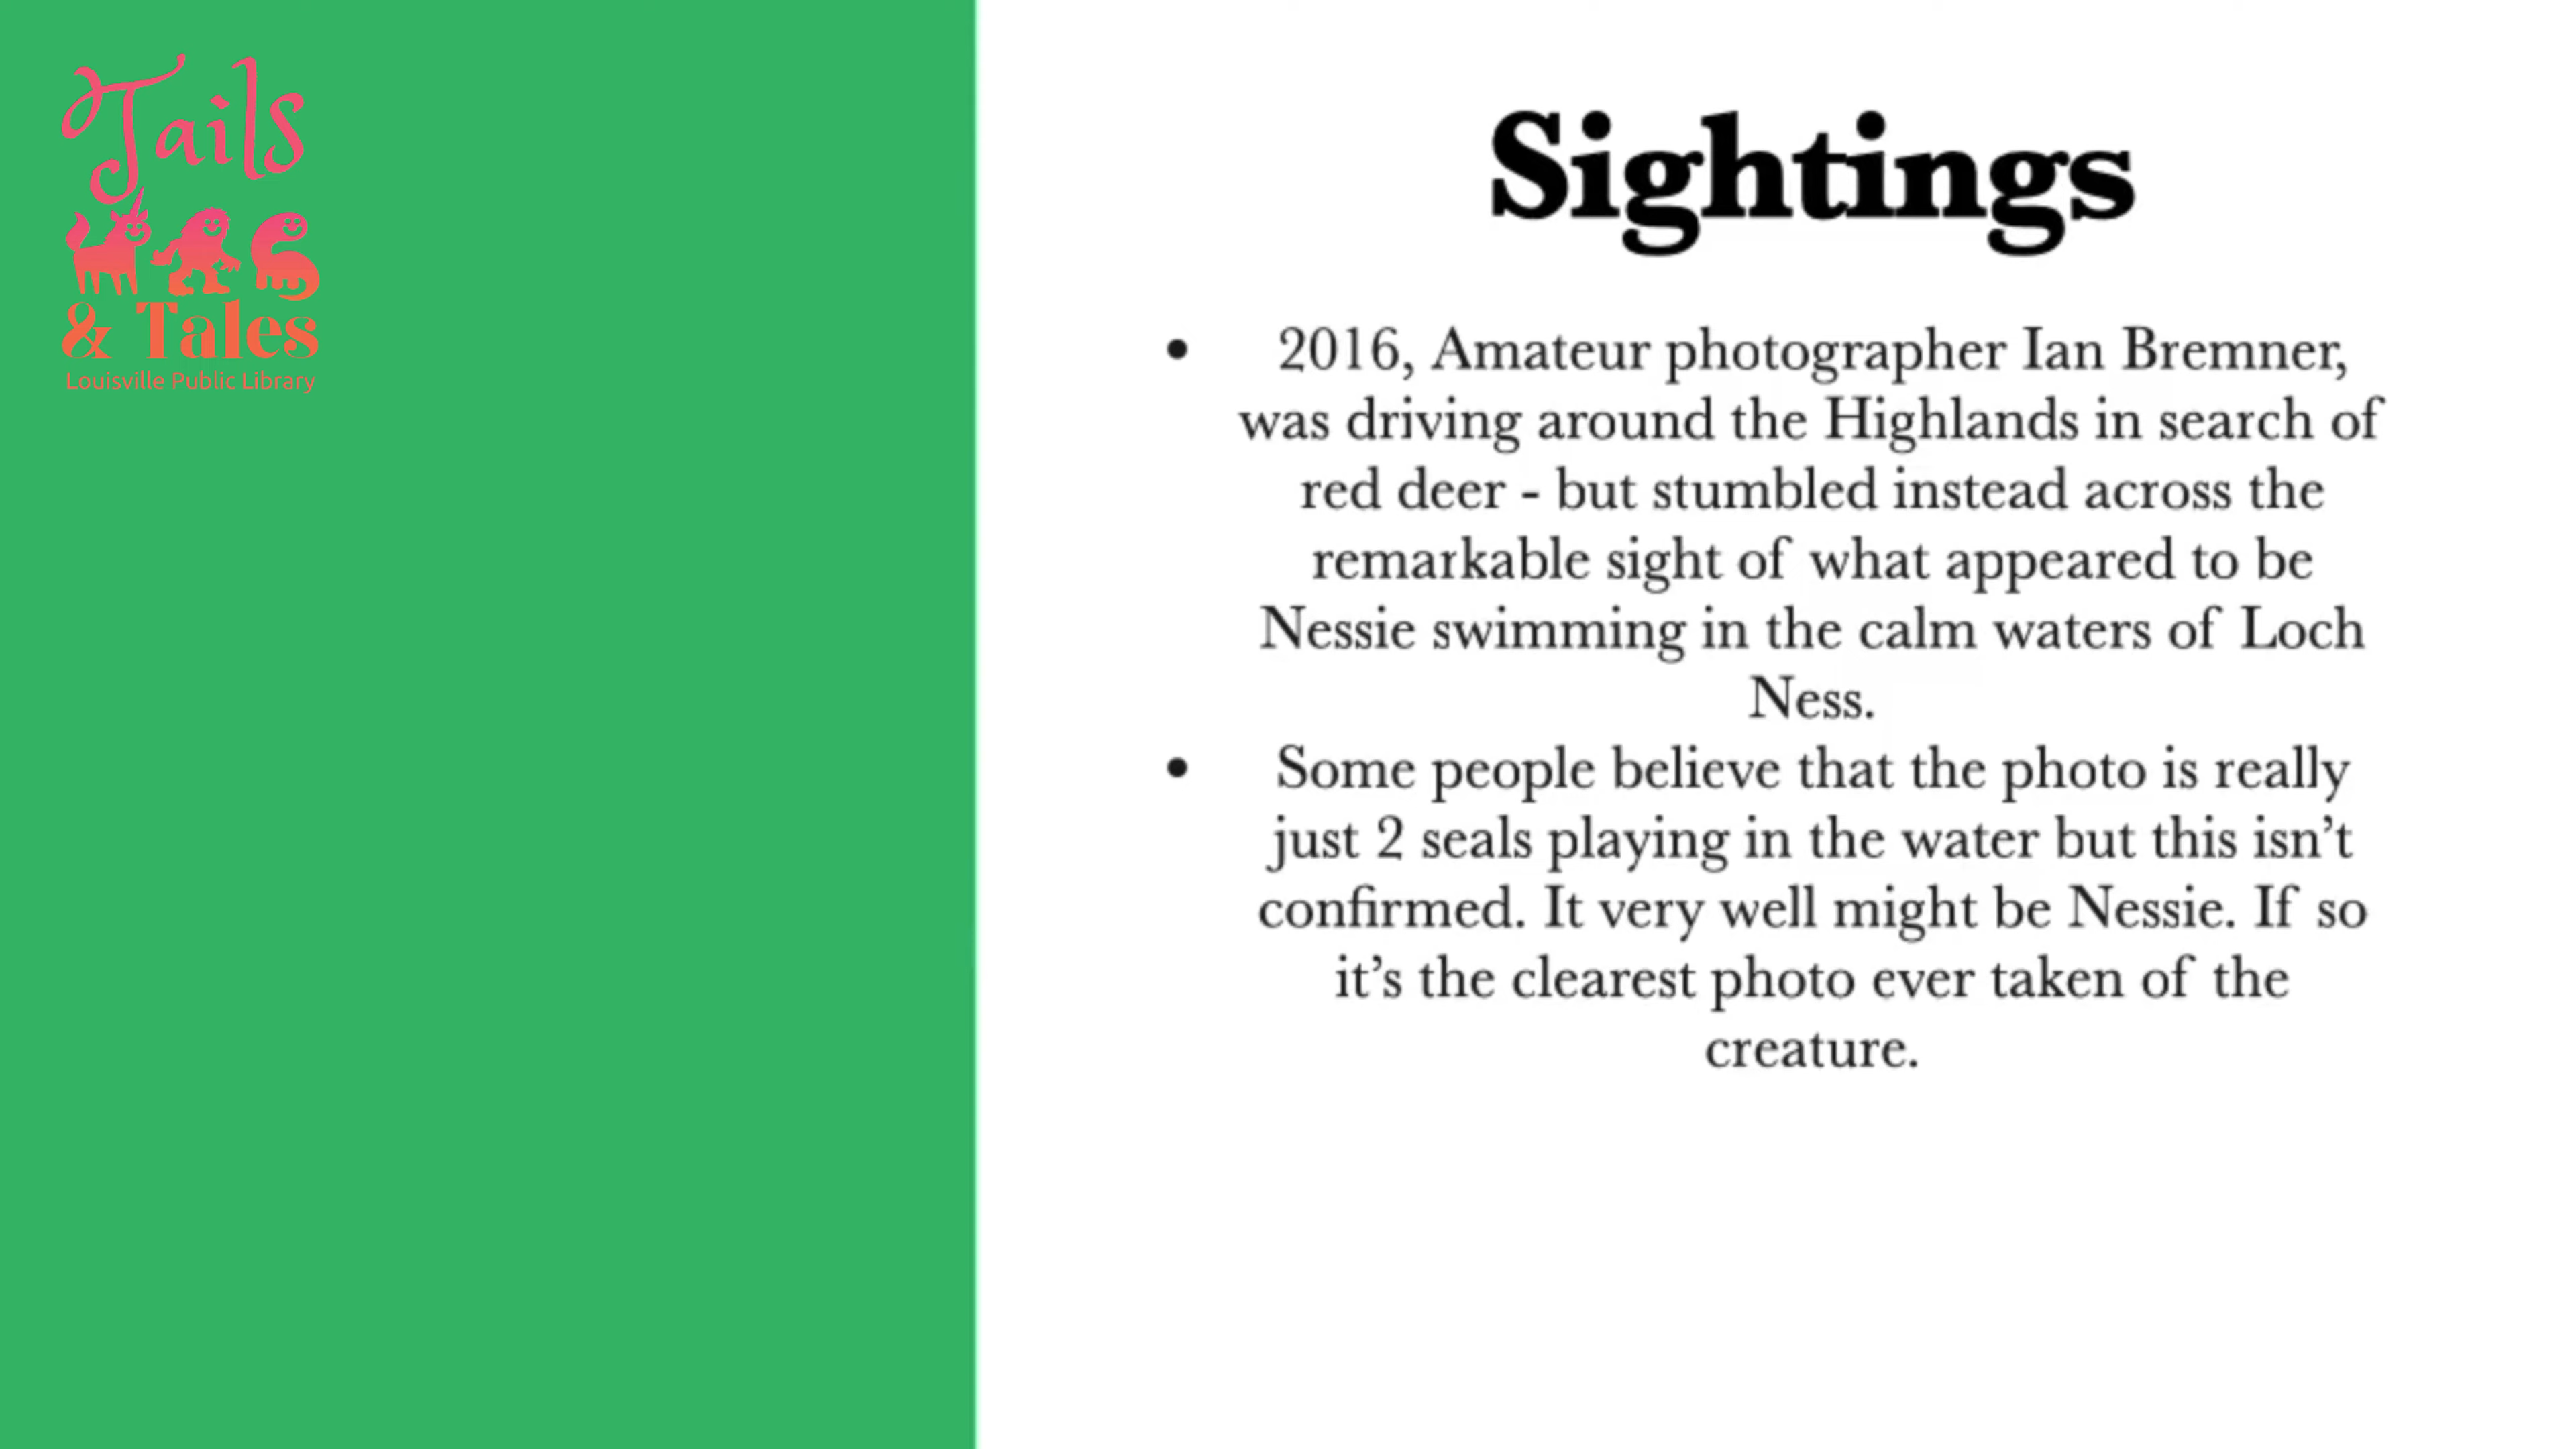 Tails
& Tales
Louisville Public Library
Sightings
• 2016, Amateur photographer Ian Bremner,
was driving around the Highlands in search of
red deer - but stumbled instead across the
remarkable sight of what appeared to be
Nessie swimming in the calm waters of Loch
Ness.
• Some people believe that the photo is really
just 2 seals playing in the water but this isn’t
confirmed. It very well might be Nessie. If so
it’s the clearest photo ever taken of the
creature.